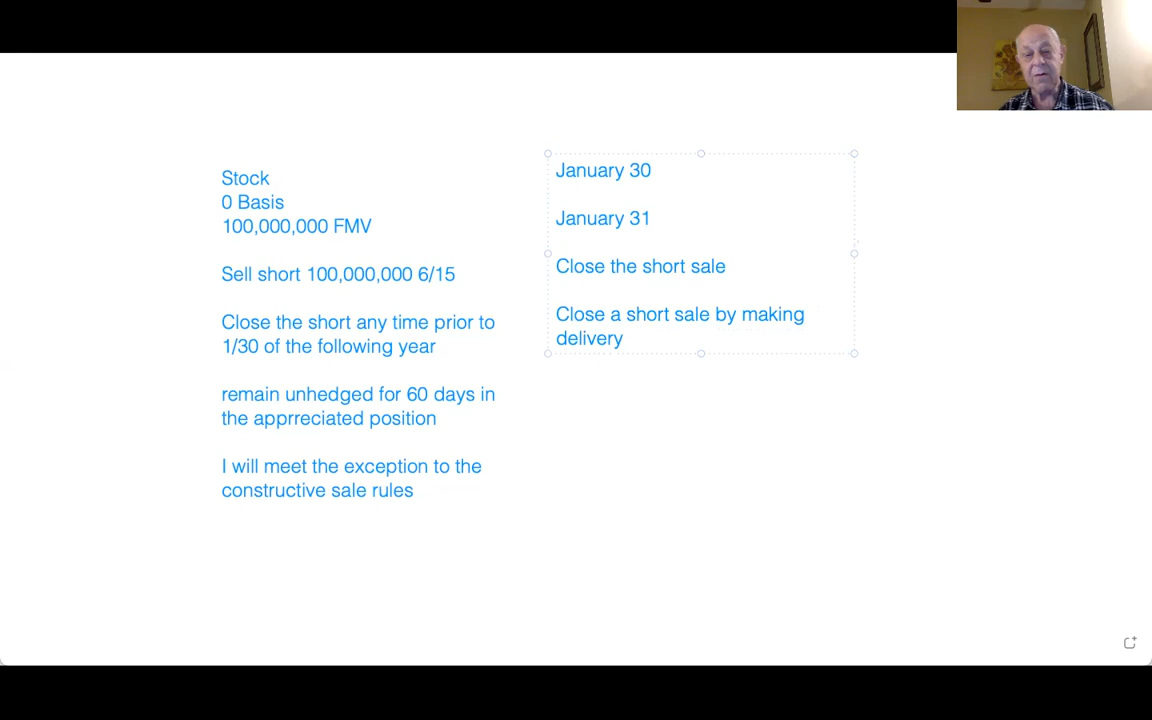 Stock
0 Basis
100,000,000 FMV
Sell short 100,000,000 6/15
Close the short any time prior to
1/30 of the following year
remain unhedged for 60 days in
the apprreciated position
I will meet the exception to the
constructive sale rules
January 30
January 31
Close the short sale
Close a short sale by making
delivery